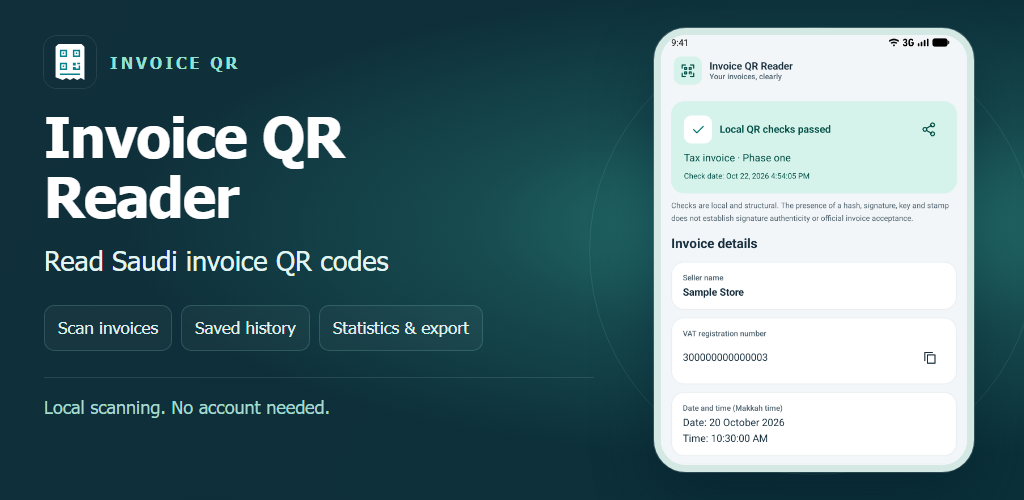 INVOICE QR
Invoice QR
Reader
Read Saudi invoice QR codes
Scan invoices
Saved history
Statistics & export
Local scanning. No account needed.
9:41
3G
Invoice QR Reader
Your invoices, clearly
Local QR checks passed
Tax invoice · Phase one
Check date: Oct 22, 2026 4:54:05 PM
Checks are local and structural. The presence of a hash, signature, key and stamp
does not establish signature authenticity or official invoice acceptance.
Invoice details
Seller name
Sample Store
VAT registration number
300000000000003
Date and time (Makkah time)
Date: 20 October 2026
Time: 10:30:00 AM